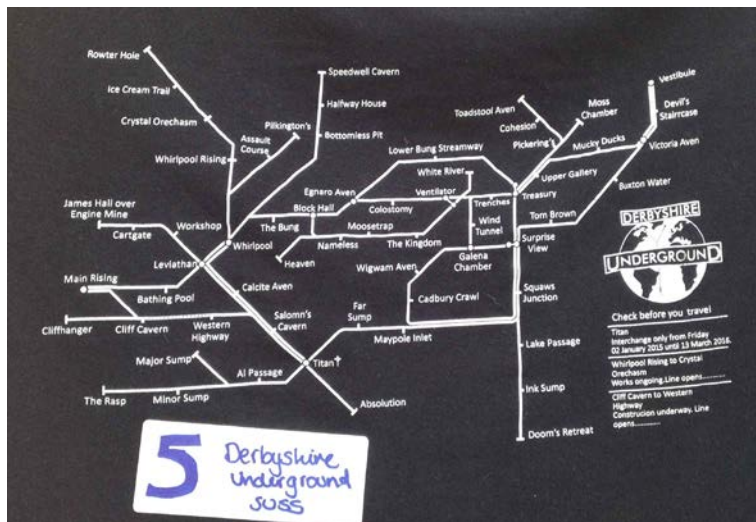 Rowter Hole
Ice Cream Trail
Crystal Orechasm
Whirlpool Rising
Assault
Course
Pilkington's
Speedwell Cavern
Halfway House
Bottomless Pit
Toadstool Aven
Cohesion
Pickering's
Moss
Chamber
Mucky Ducks
Vestibule
Devil's
Stairccase
Victoria Aven
Lower Bung Streamway
White River
Upper Gallery
Buxton Water
Egnaro Aven
Ventilator
Trenches
Treasury
Colostomy
Block Hall
The Bung
Wind
Tunnel
Tom Brown
James Hall over
Engine Mine
Cartgate
Workshop
Whirlpool
Moosetrap
Nameless
The Kingdom
Heaven
Surprise
View
Galena
Chamber
Leviathan
Wigwam Aven
Main Rising
Bathing Pool
Calcite Aven
Cadbury Crawl
Squaws
Junction
Cliffhanger
Cliff Cavern
Western
Highway
Salomn's
Cavern
Far
Sump
Maypole Inlet
Lake Passage
Major Sump
Titan†
Al Passage
The Rasp
Minor Sump
Absolution
Ink Sump
Doom's Retreat
DERBYSHIRE
UNDERGROUND
Check before you travel
Titan
Interchange only from Friday
02 January 2015 until 13 March 2016.
Whirlpool Rising to Crystal
Orechasm
Works ongoing.Line opens
Cliff Cavern to Western
Highway
Construcion underway. Line
opens
5
Derbyshire
underground
SUSS